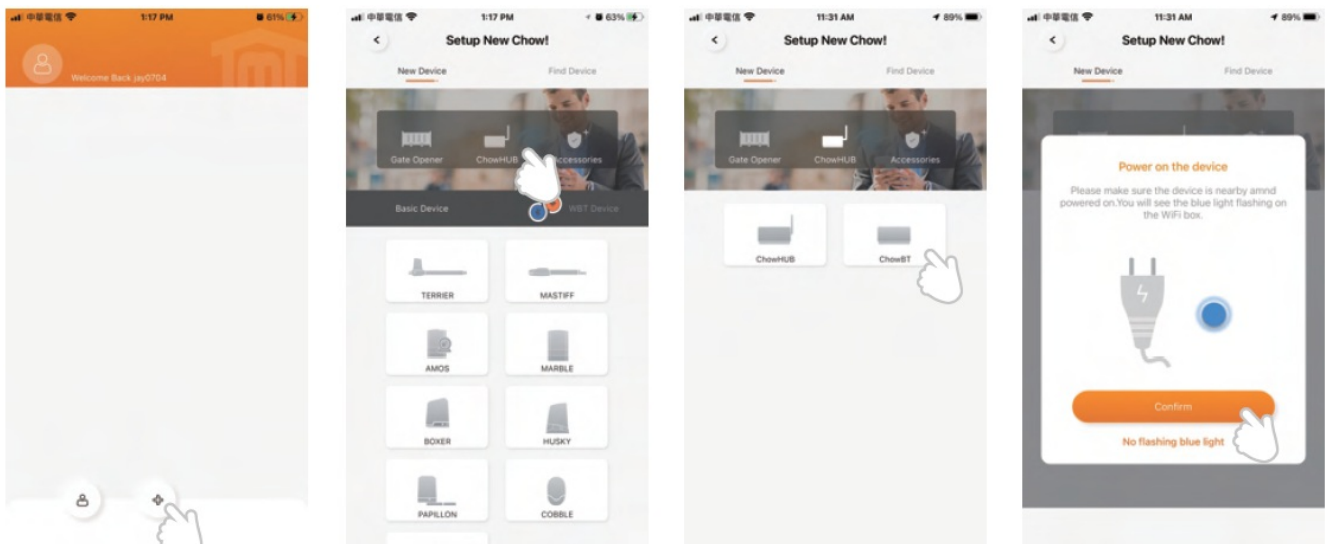 中華電信
1:17 PM
61%
Welcome Back jay0704
中華電信
1:17 PM
63%
Setup New Chow!
New Device
Find Device
Gate Opener
ChowHUB
Accessories
Basic Device
WBT Device
TERRIER
MASTIFF
AMOS
MARBLE
BOXER
HUSKY
PAPILLON
COBBLE
中華電信
11:31 AM
89%
Setup New Chow!
New Device
Find Device
Gate Opener
ChowHUB
Accessories
ChowHUB
ChowBT
中華電信
11:31 AM
89%
Setup New Chow!
New Device
Find Device
Power on the device
Please make sure the device is nearby amnd
powered on.You will see the blue light flashing on
the WiFi box.
Confirm
No flashing blue light